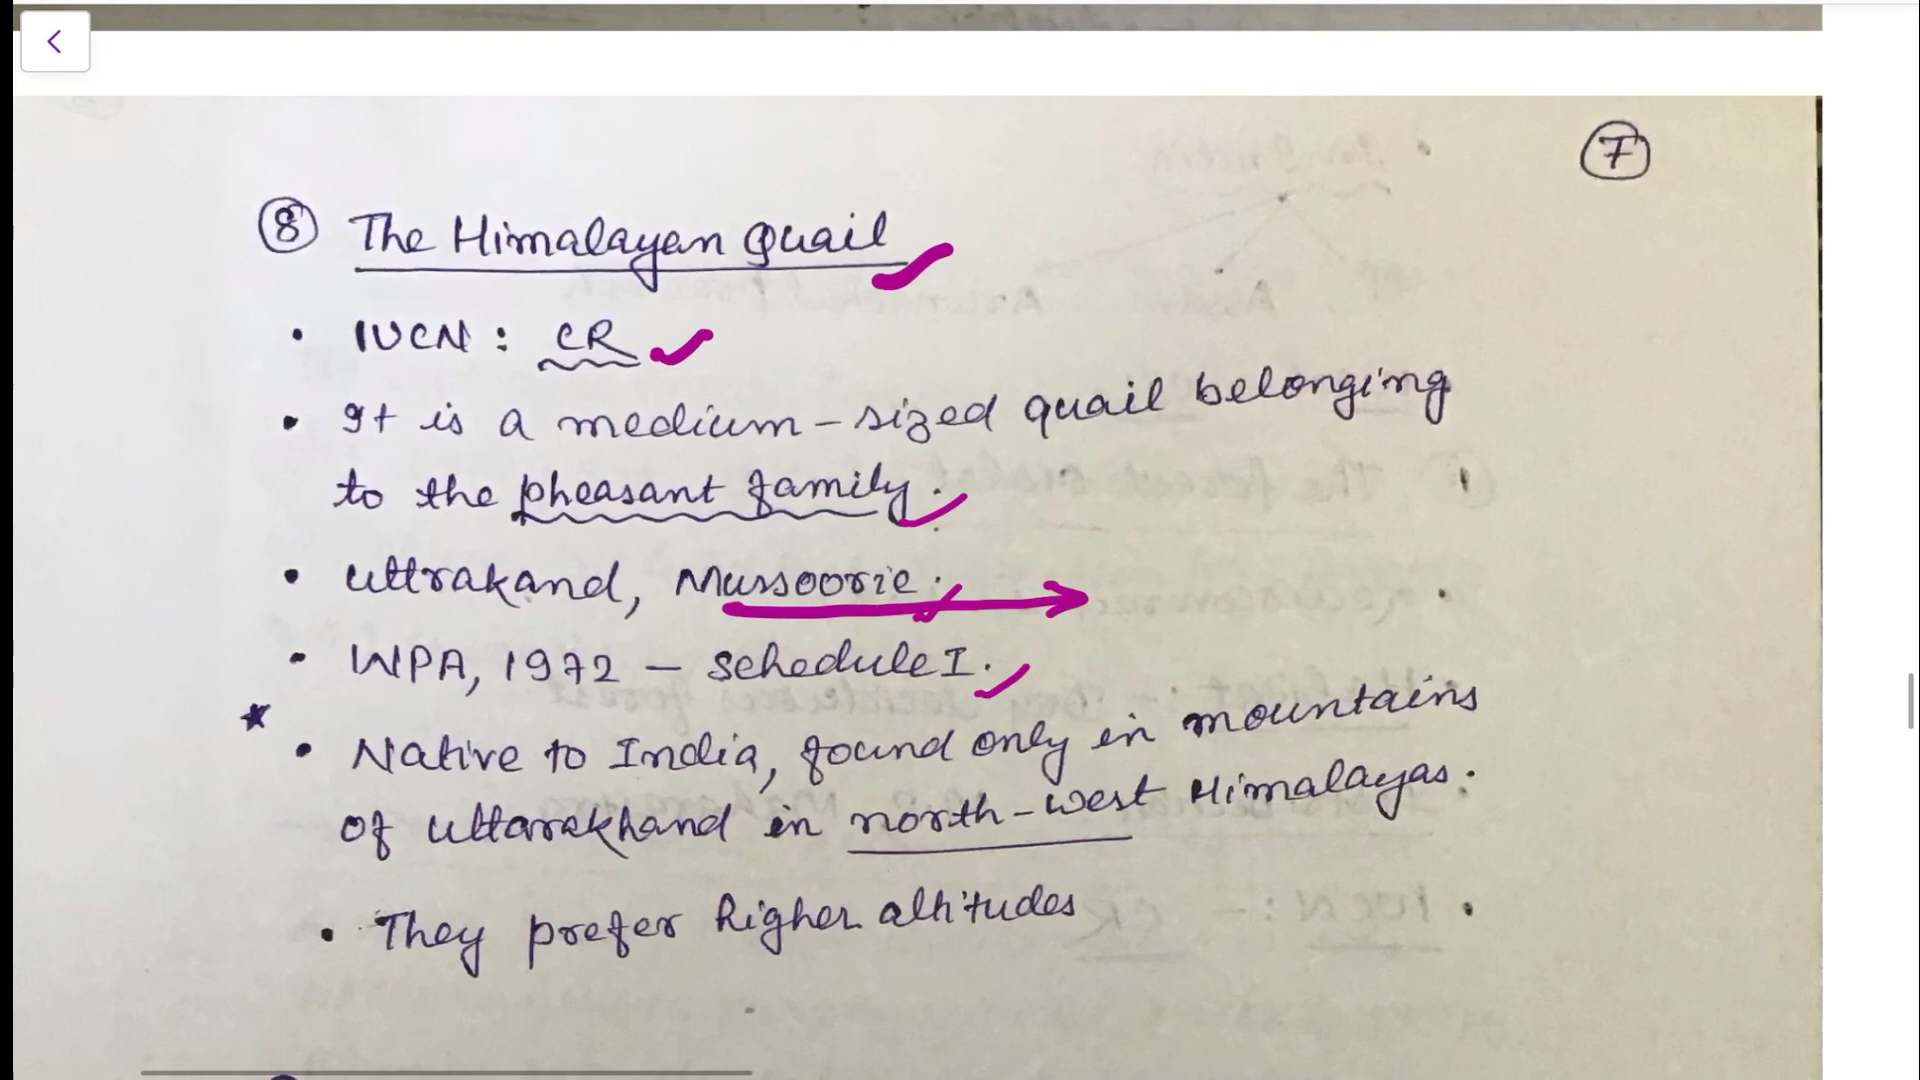 7
8 The Himalayan Quail
• IUCN : CR
• It is a medium-sized quail belonging
to the pheasant family.
• Uttrakand, Mussoorie.
• WPA, 1972 – Schedule I.
• Native to India, found only in mountains
of Uttarakhand in north-west Himalayas.
• They prefer higher altitudes